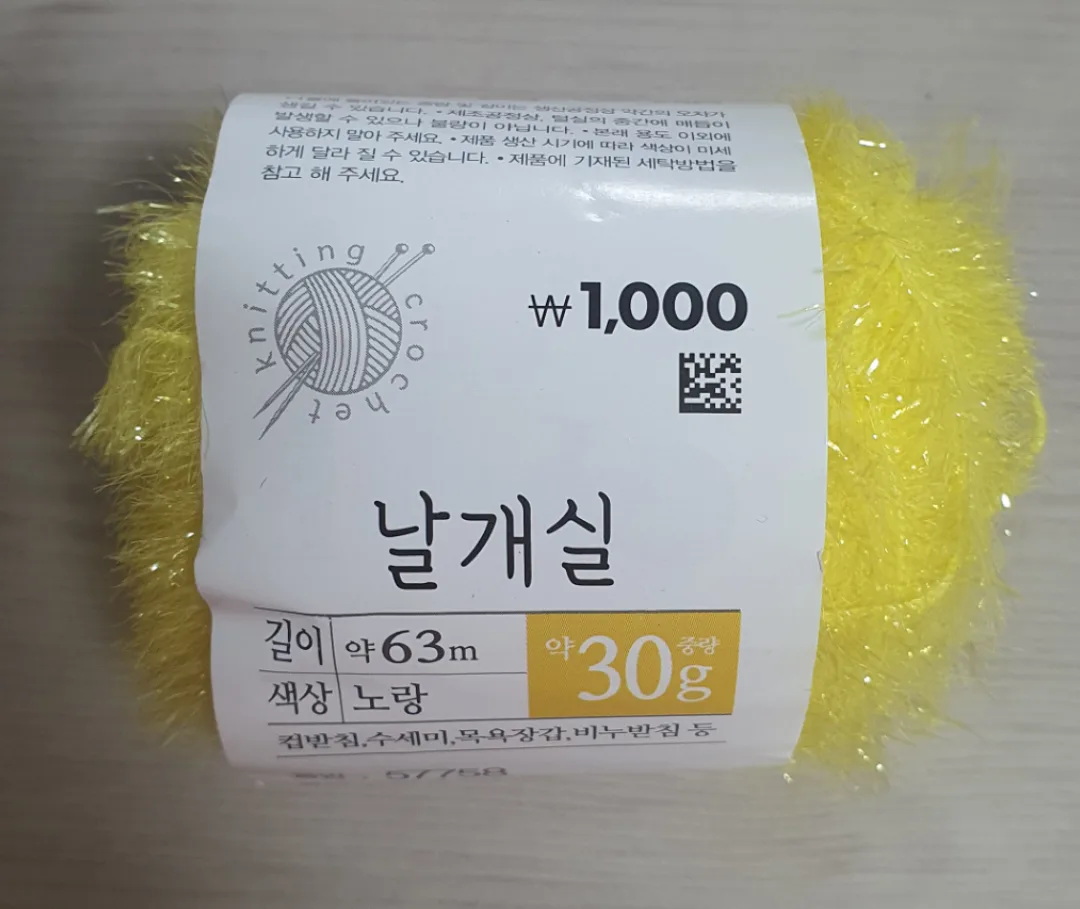 생길 수 있습니다. • 제조공정상, 털실의 중간에 매듭이
발생할 수 있으나 불량이 아닙니다. • 본래 용도 이외에
사용하지 말아 주세요. • 제품 생산 시기에 따라 색상이 미세
하게 달라 질 수 있습니다. • 제품에 기재된 세탁방법을
참고 해 주세요.
knitting crochet
₩1,000
날개실
길이 약 63m
약 30g 중량
색상 노랑
컵받침,수세미,목욕장갑,비누받침 등
57758